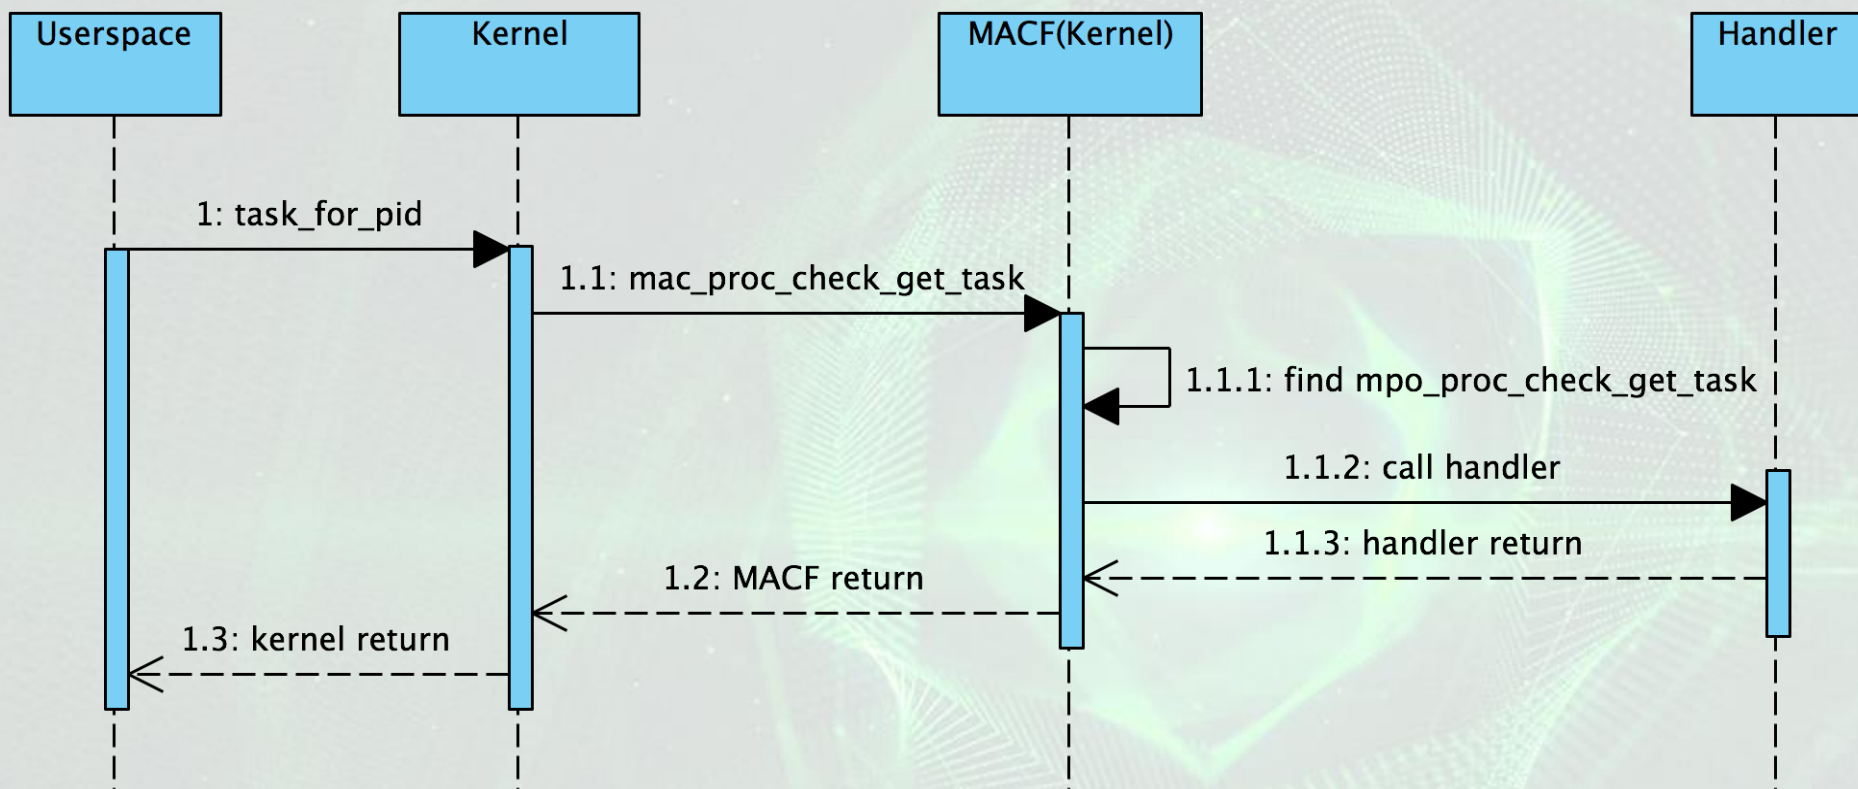 Userspace
Kernel
MACF(Kernel)
Handler
1: task_for_pid
1.1: mac_proc_check_get_task
1.1.1: find mpo_proc_check_get_task
1.1.2: call handler
1.1.3: handler return
1.2: MACF return
1.3: kernel return